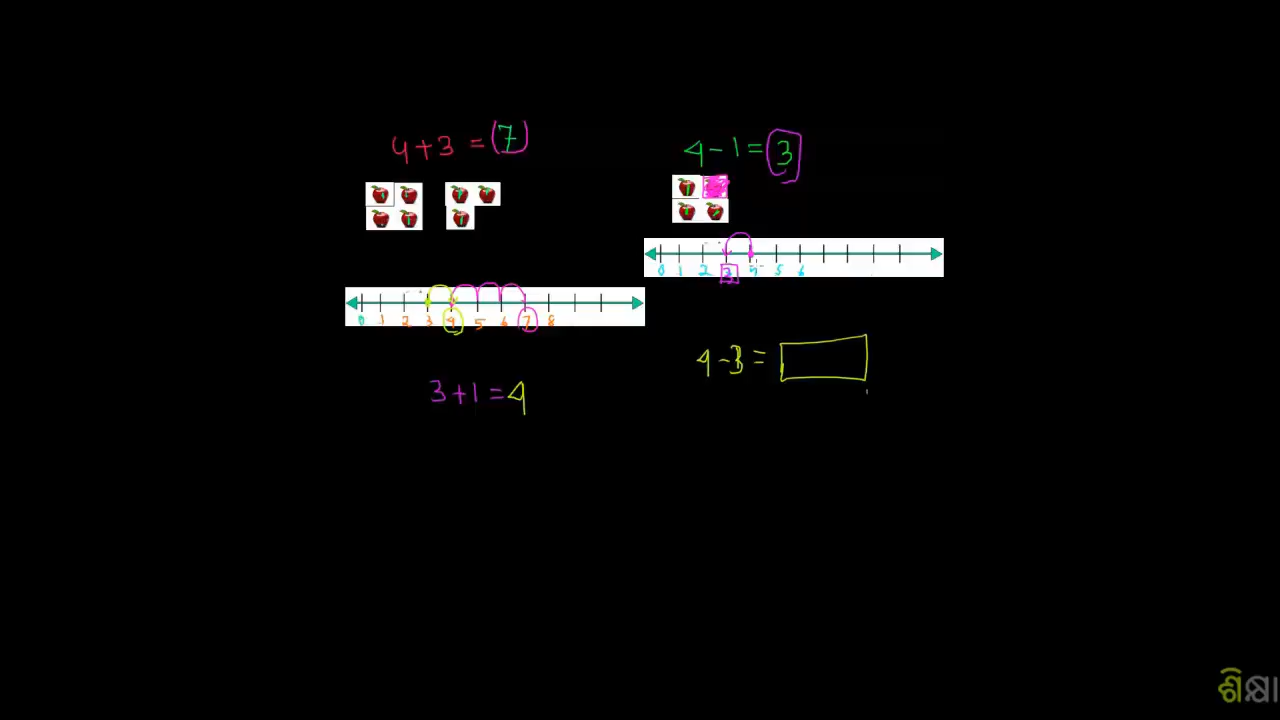 4 + 3 = 7
4 - 1 = 3
0 1 2 3 4 5 6
0 1 2 3 4 5 6 7 8
4 - 3 =
3 + 1 = 4
ଶିକ୍ଷା